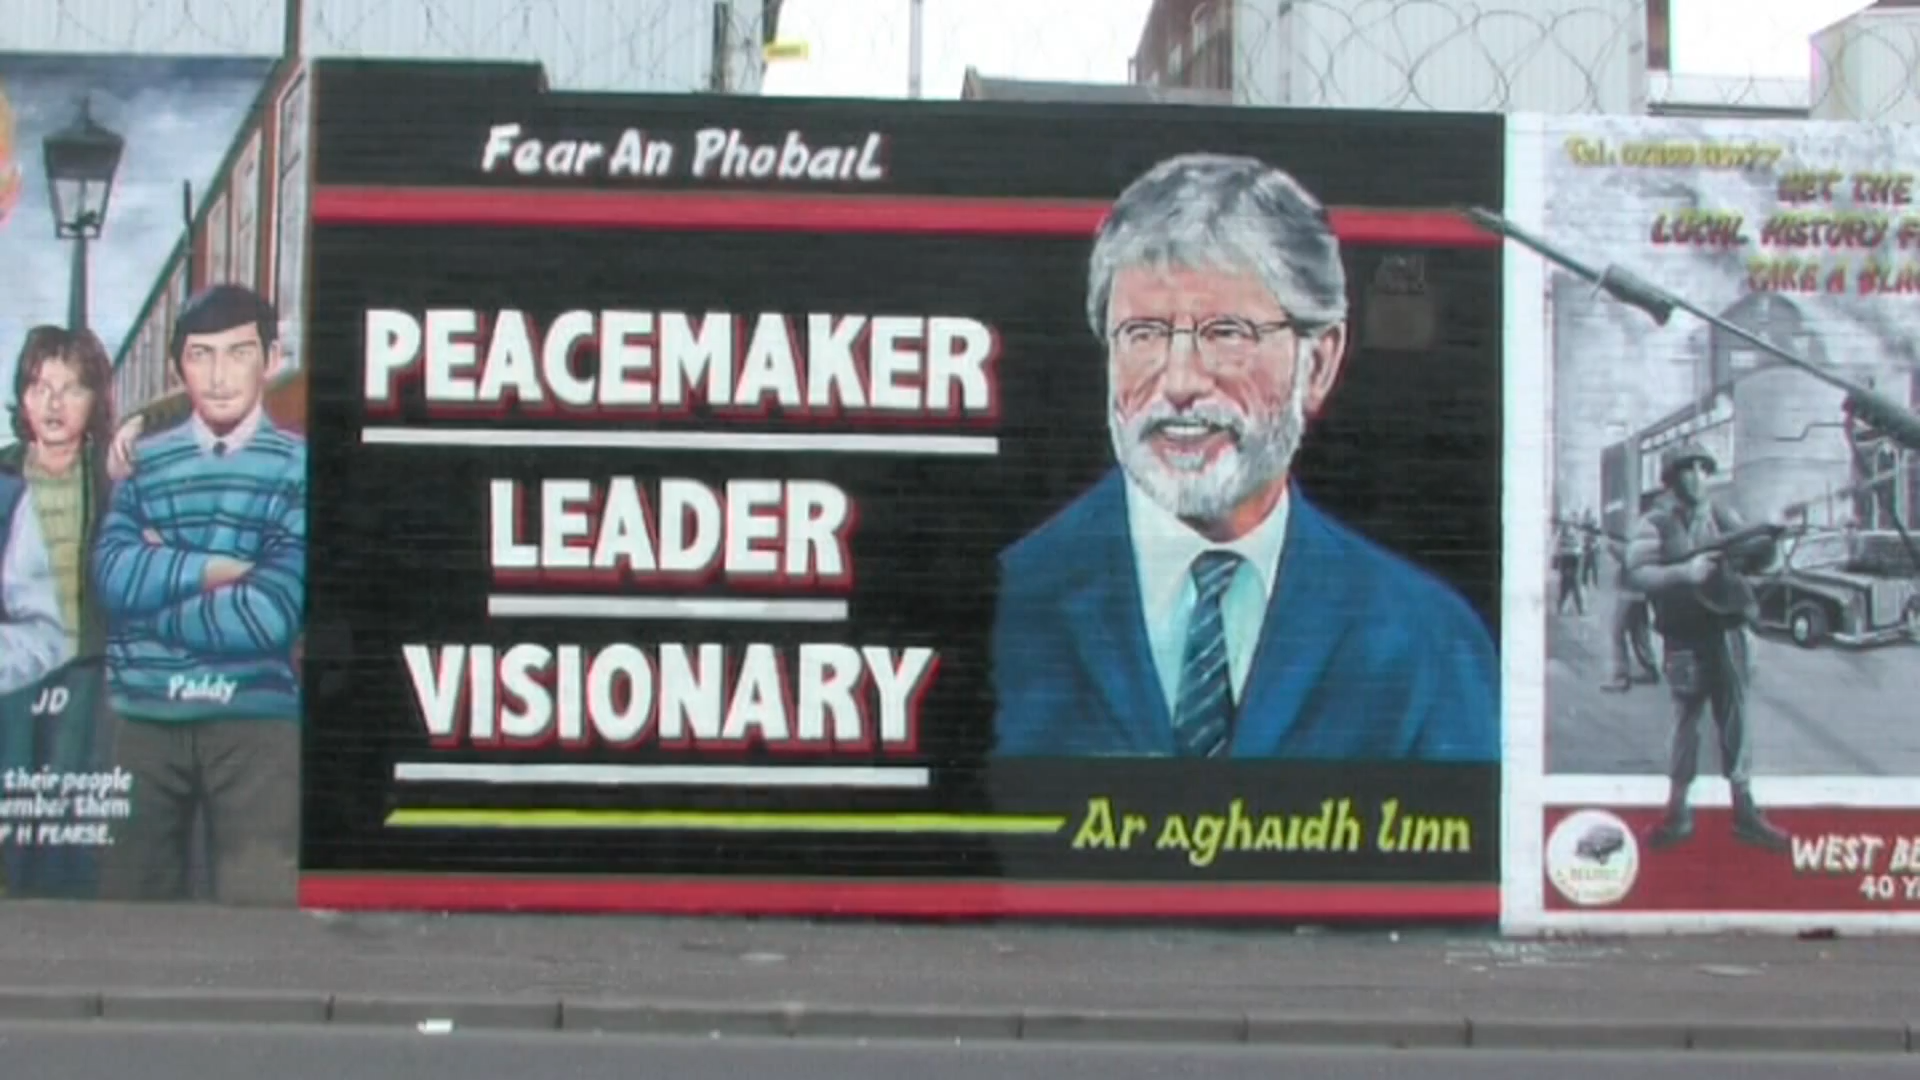 Fear An Phobail
PEACEMAKER
LEADER
VISIONARY
Ar aghaidh linn
JD
Paddy
their people
them
P H PEARSE.
GET THE
LOCAL HISTORY
TAKE A
WEST
40